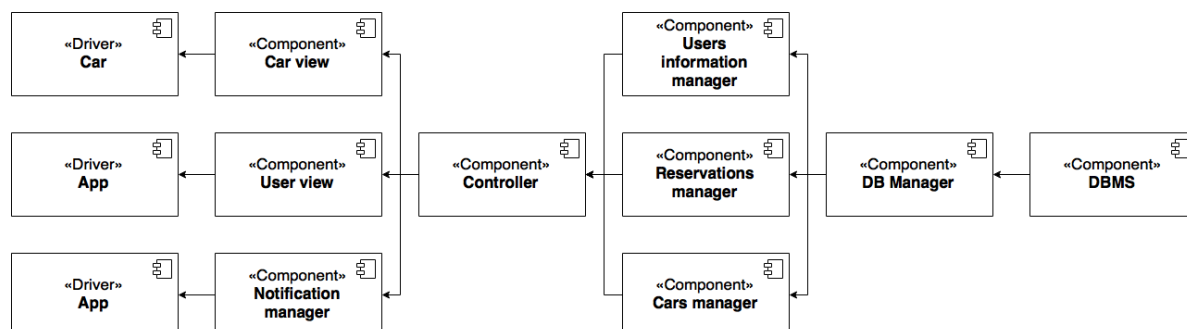 «Driver»
Car
«Component»
Car view
«Component»
Users
information
manager
«Driver»
App
«Component»
User view
«Component»
Controller
«Component»
Reservations
manager
«Component»
DB Manager
«Component»
DBMS
«Driver»
App
«Component»
Notification
manager
«Component»
Cars manager